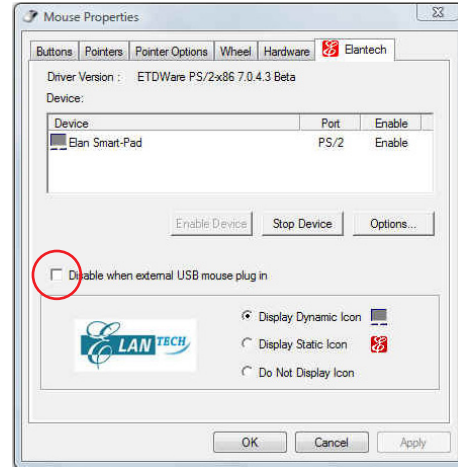 Mouse Properties
Buttons Pointers Pointer Options Wheel Hardware Elantech
Driver Version : ETDWare PS/2-x86 7.0.4.3 Beta
Device:
Device Port Enable
Elan Smart-Pad PS/2 Enable
Enable Device Stop Device Options...
Disable when external USB mouse plug in
Display Dynamic Icon
ELAN TECH
Display Static Icon
Do Not Display Icon
OK Cancel Apply